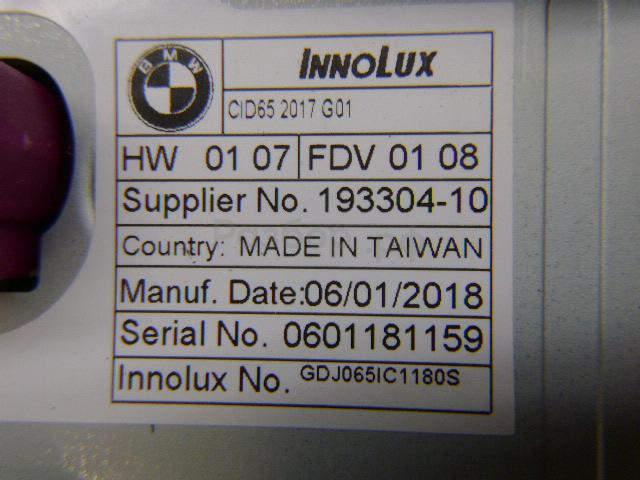 BMW
INNOLUX
CID65 2017 G01
HW 01 07 FDV 01 08
Supplier No. 193304-10
Country: MADE IN TAIWAN
Manuf. Date:06/01/2018
Serial No. 0601181159
Innolux No. GDJ065IC1180S